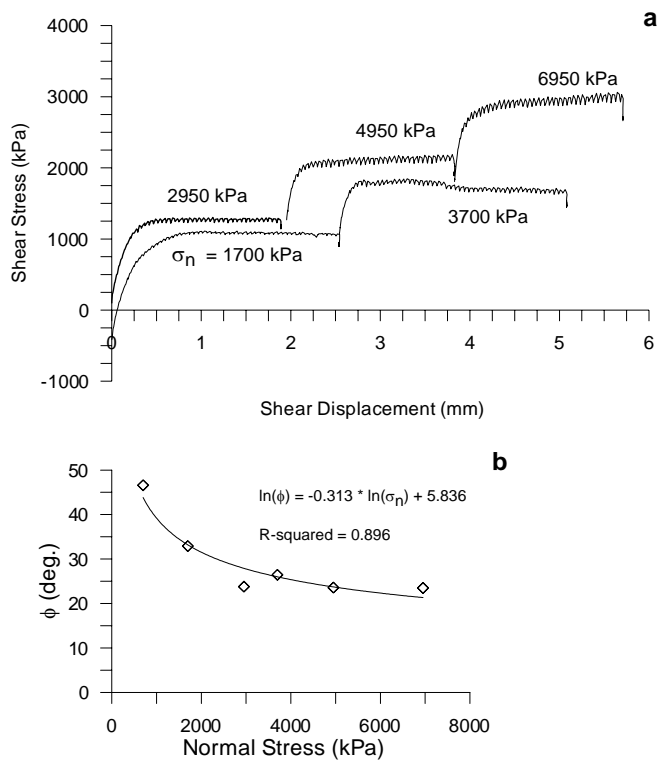 a
4000
3000
2000
1000
0
-1000
Shear Stress (kPa)
6950 kPa
4950 kPa
2950 kPa
3700 kPa
σn = 1700 kPa
0 1 2 3 4 5 6
Shear Displacement (mm)
b
50
40
30
20
10
0
ϕ (deg.)
ln(ϕ) = -0.313 * ln(σn) + 5.836
R-squared = 0.896
0 2000 4000 6000 8000
Normal Stress (kPa)